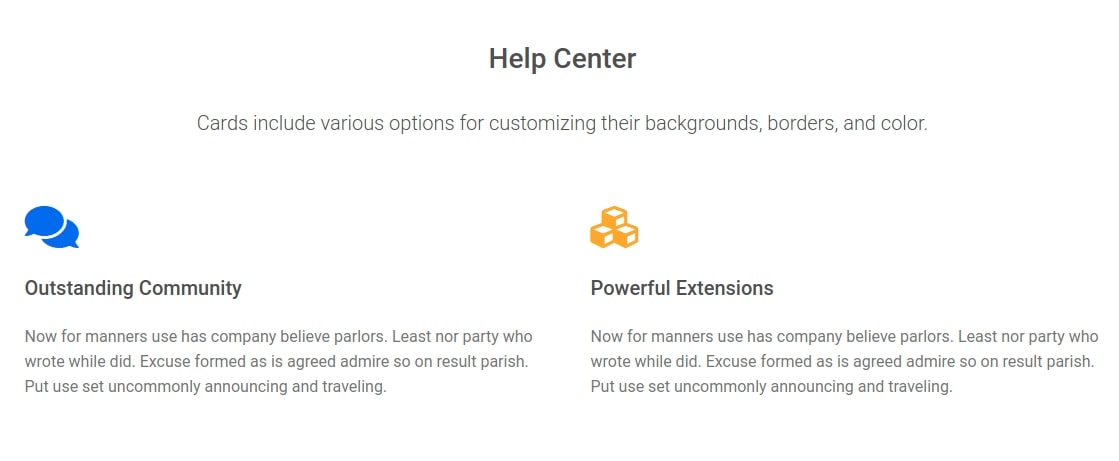 Help Center
Cards include various options for customizing their backgrounds, borders, and color.
Outstanding Community
Now for manners use has company believe parlors. Least nor party who
wrote while did. Excuse formed as is agreed admire so on result parish.
Put use set uncommonly announcing and traveling.
Powerful Extensions
Now for manners use has company believe parlors. Least nor party who
wrote while did. Excuse formed as is agreed admire so on result parish.
Put use set uncommonly announcing and traveling.